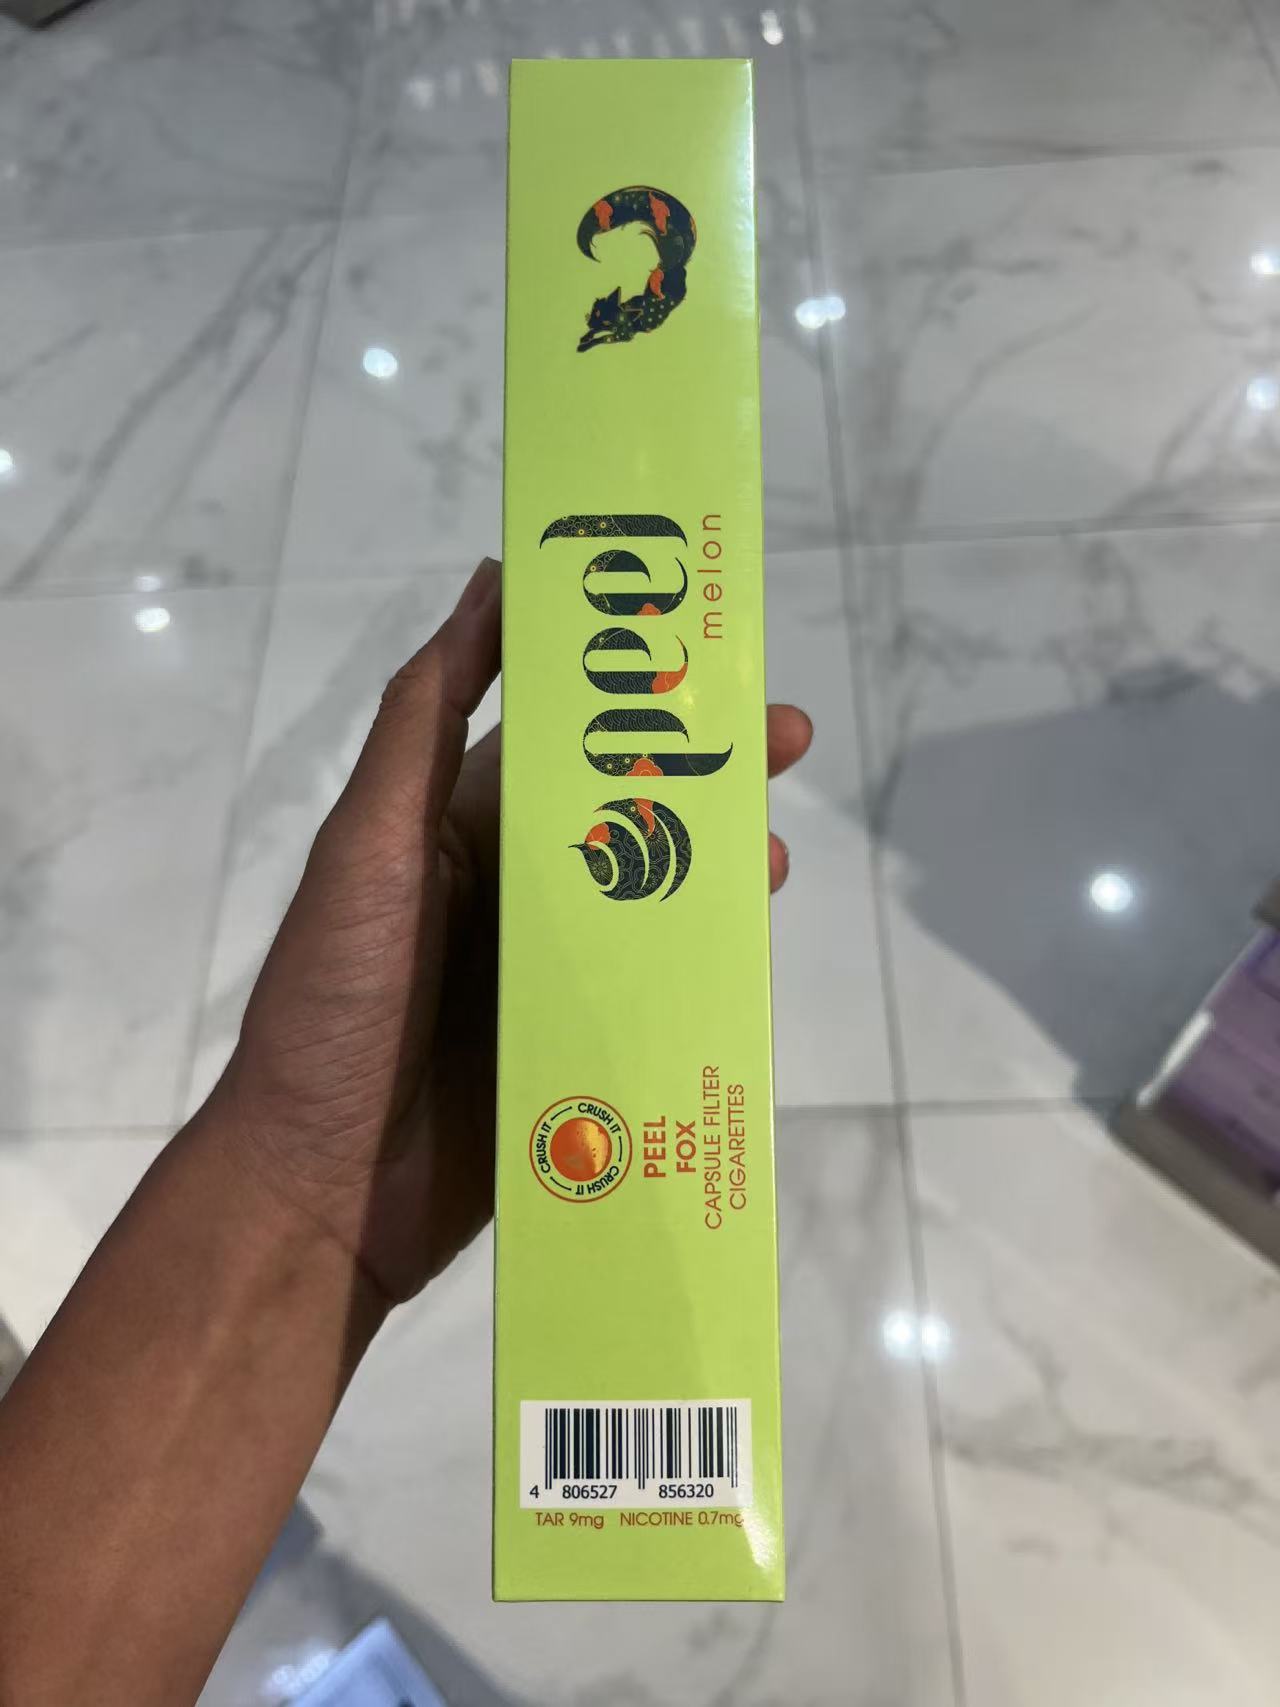 peel
melon
CRUSH IT CRUSH IT CRUSH IT
PEEL
FOX
CAPSULE FILTER
CIGARETTES
4 806527 856320
TAR 9mg NICOTINE 0.7mg